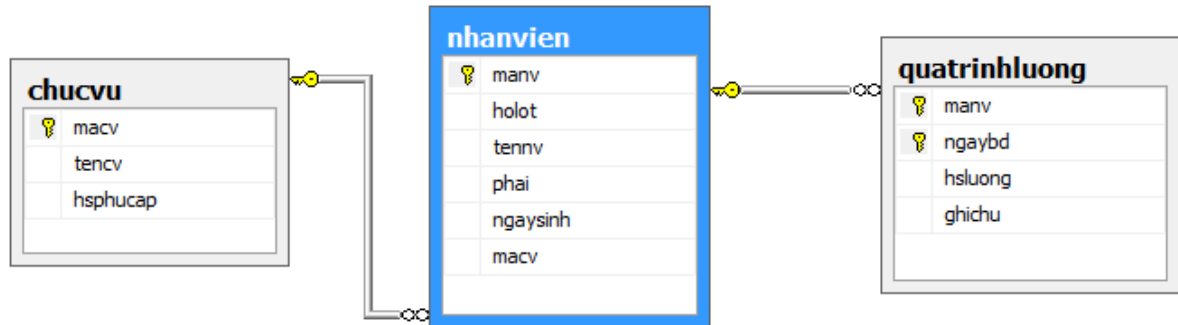 chucvu
macv
tencv
hsphucap
nhanvien
manv
holot
tennv
phai
ngaysinh
macv
quatrinhluong
manv
ngaybd
hsluong
ghichu